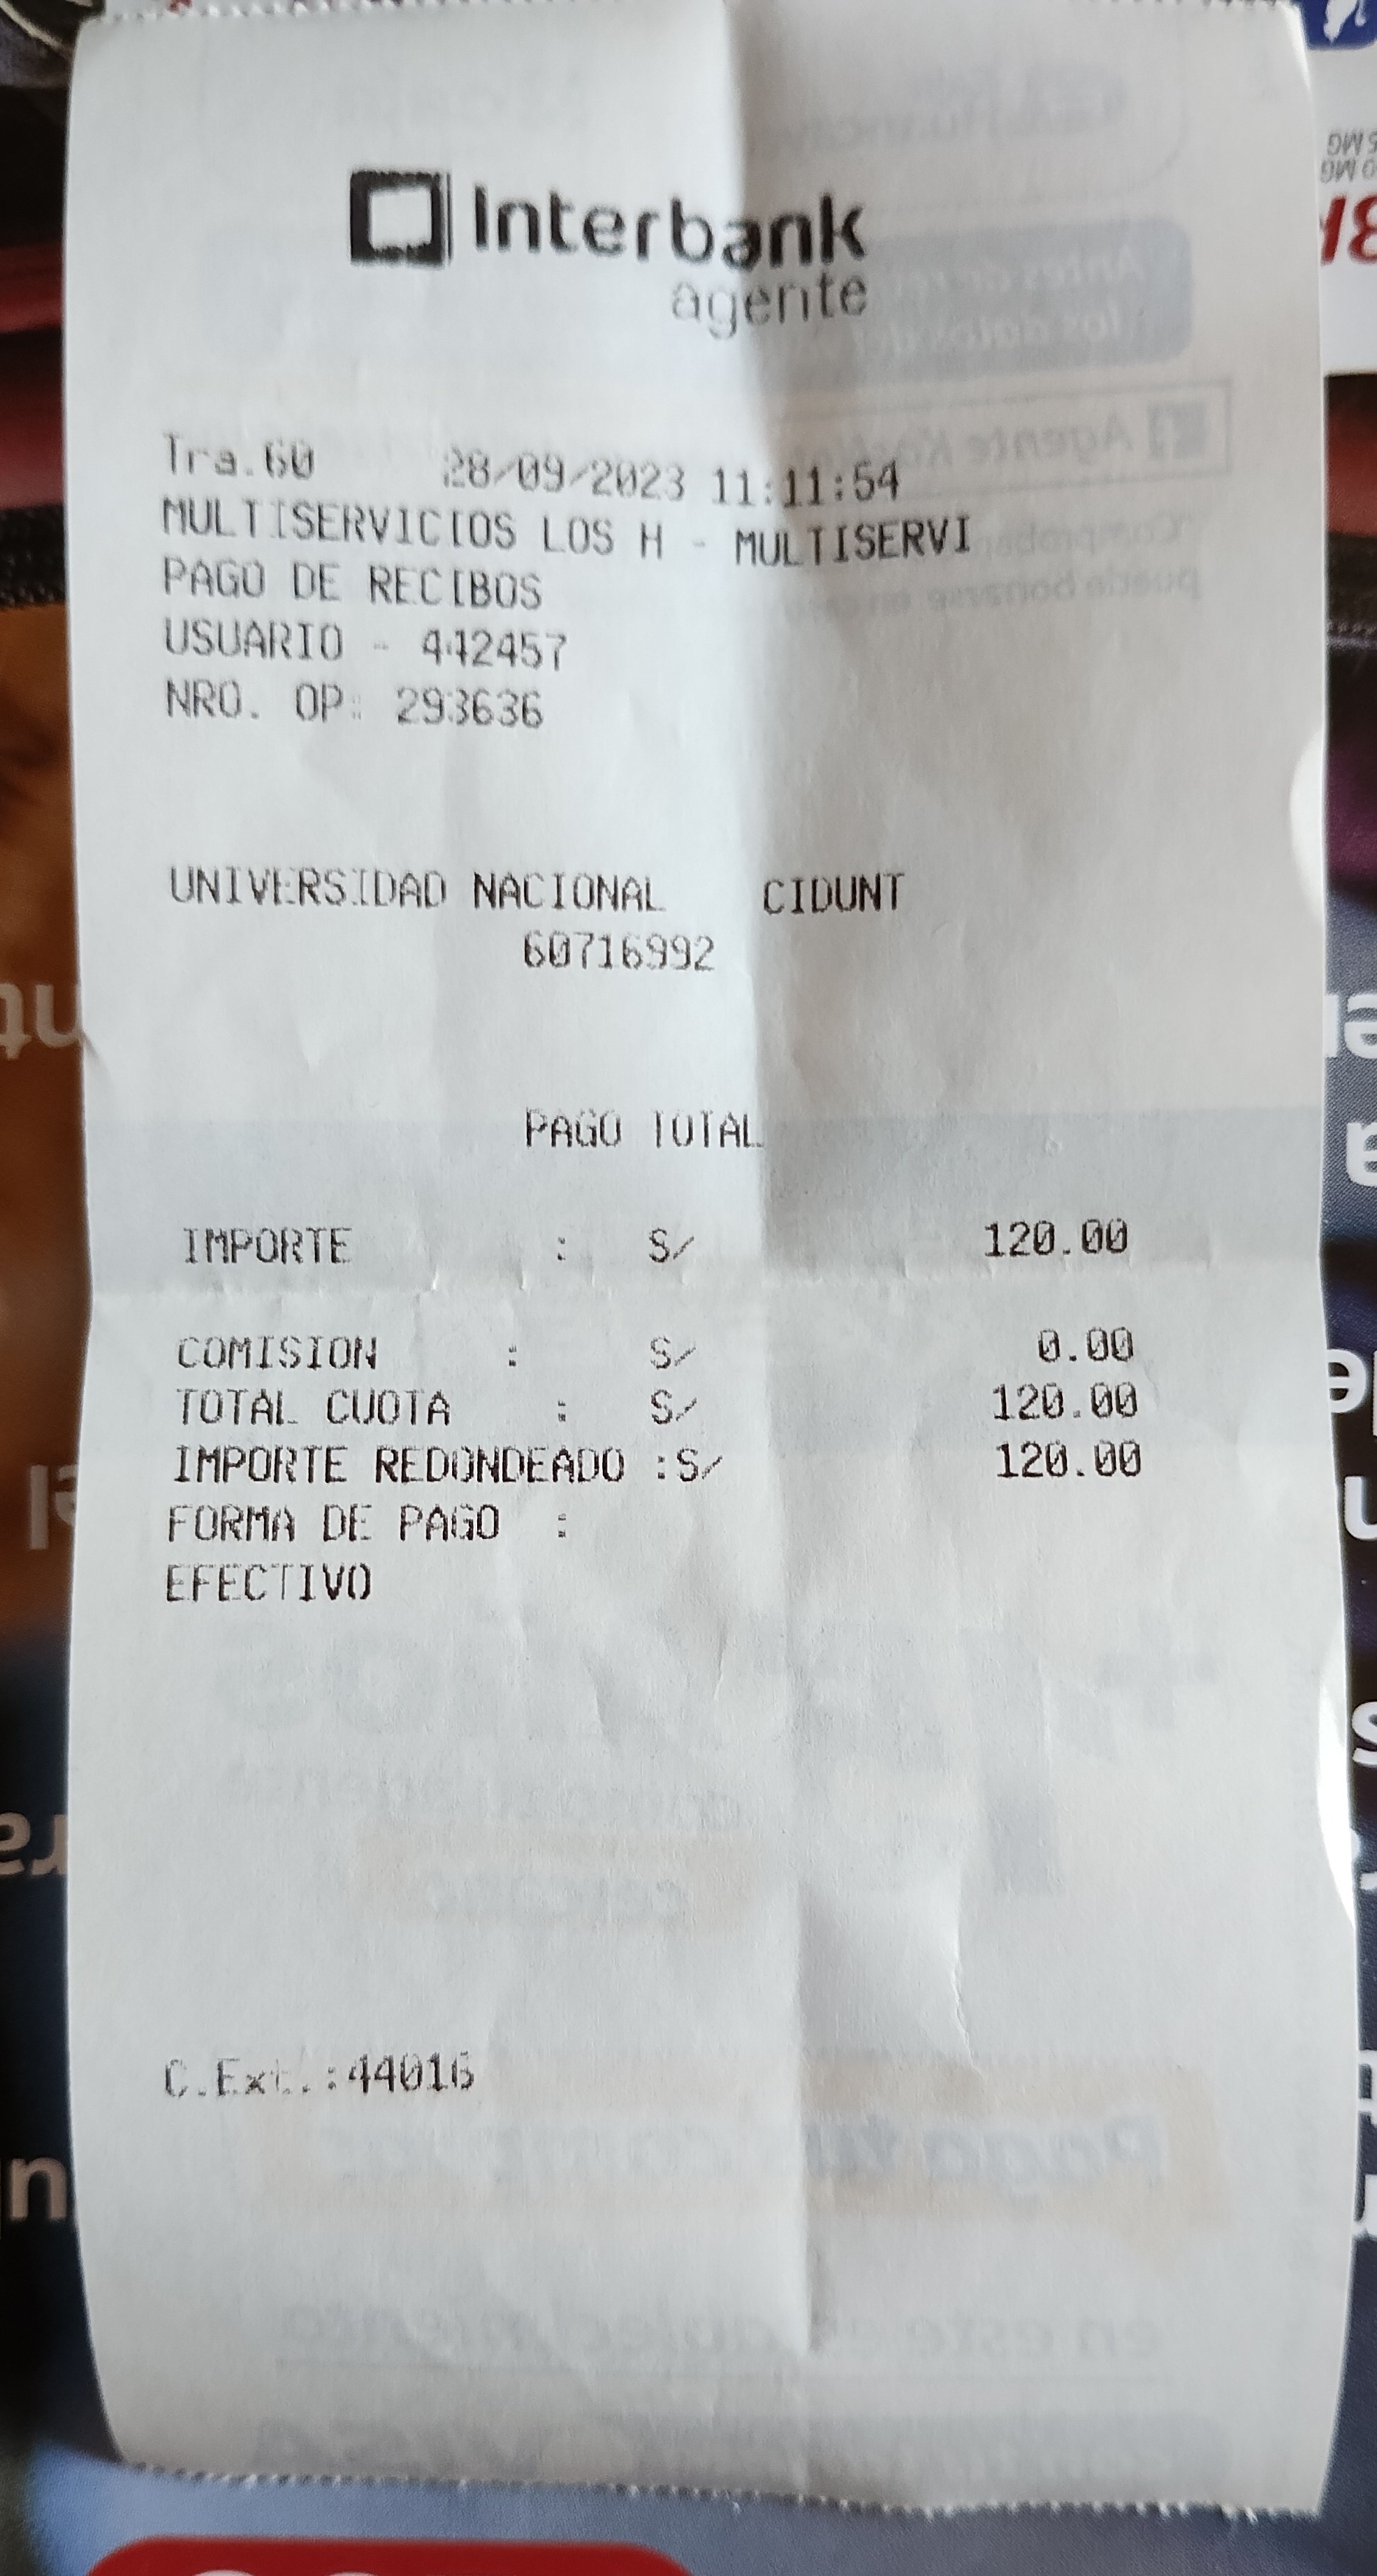 Interbank
agente
Tra.60 28/09/2023 11:11:54
MULTISERVICIOS LOS H - MULTISERVI
PAGO DE RECIBOS
USUARIO - 442457
NRO. OP: 293636
UNIVERSIDAD NACIONAL CIDUNT
60716992
PAGO TOTAL
IMPORTE : S/ 120.00
COMISION : S/ 0.00
TOTAL CUOTA : S/ 120.00
IMPORTE REDONDEADO :S/ 120.00
FORMA DE PAGO :
EFECTIVO
C.Ext.:44016